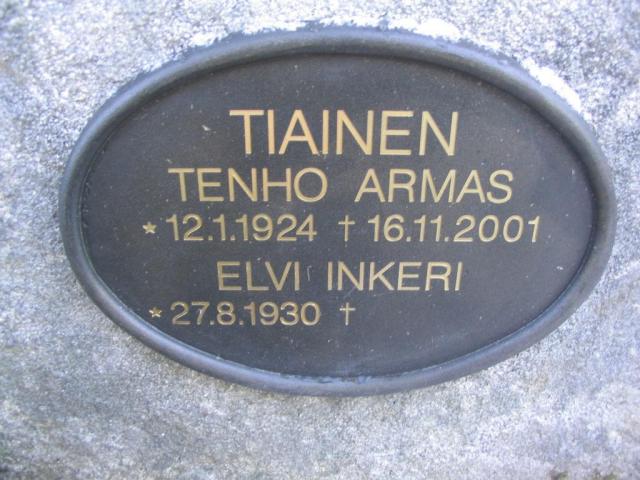 TIAINEN
TENHO ARMAS
* 12.1.1924 † 16.11.2001
ELVI INKERI
* 27.8.1930 †